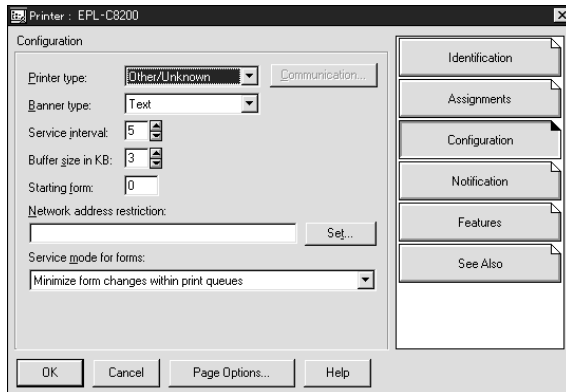 Printer : EPL-C8200
Configuration
Printer type: Other/Unknown Communication...
Banner type: Text
Service interval: 5
Buffer size in KB: 3
Starting form: 0
Network address restriction:
Set...
Service mode for forms:
Minimize form changes within print queues
OK Cancel Page Options... Help
Identification
Assignments
Configuration
Notification
Features
See Also